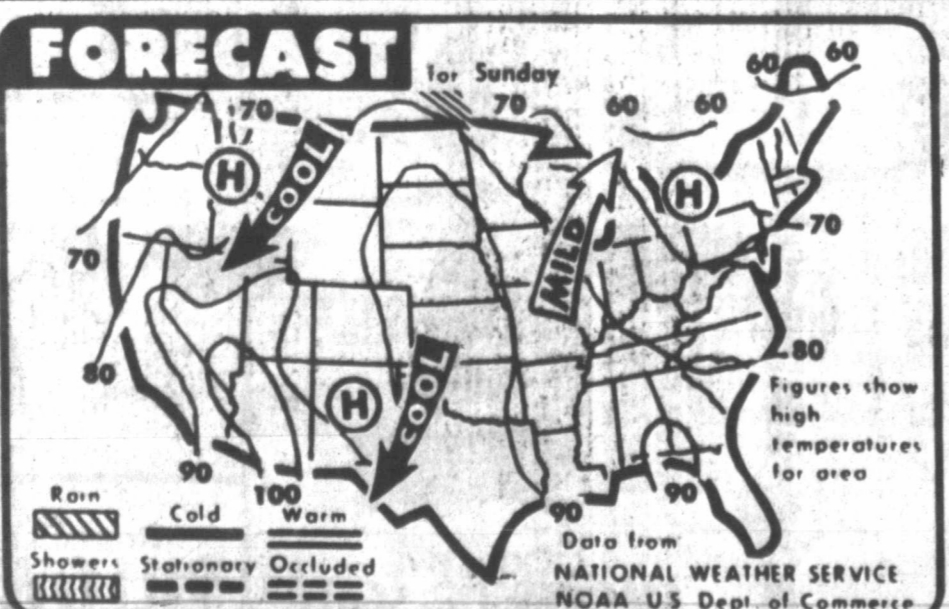 FORECAST
for Sunday
60 60
70 70 60 60
H COOL H
70 MILD 70
80 H COOL 80
Figures show
high
temperatures
for area
90 100 90 90
Rain
Cold Warm
Showers Stationary Occluded
Data from
NATIONAL WEATHER SERVICE
NOAA U S Dept of Commerce